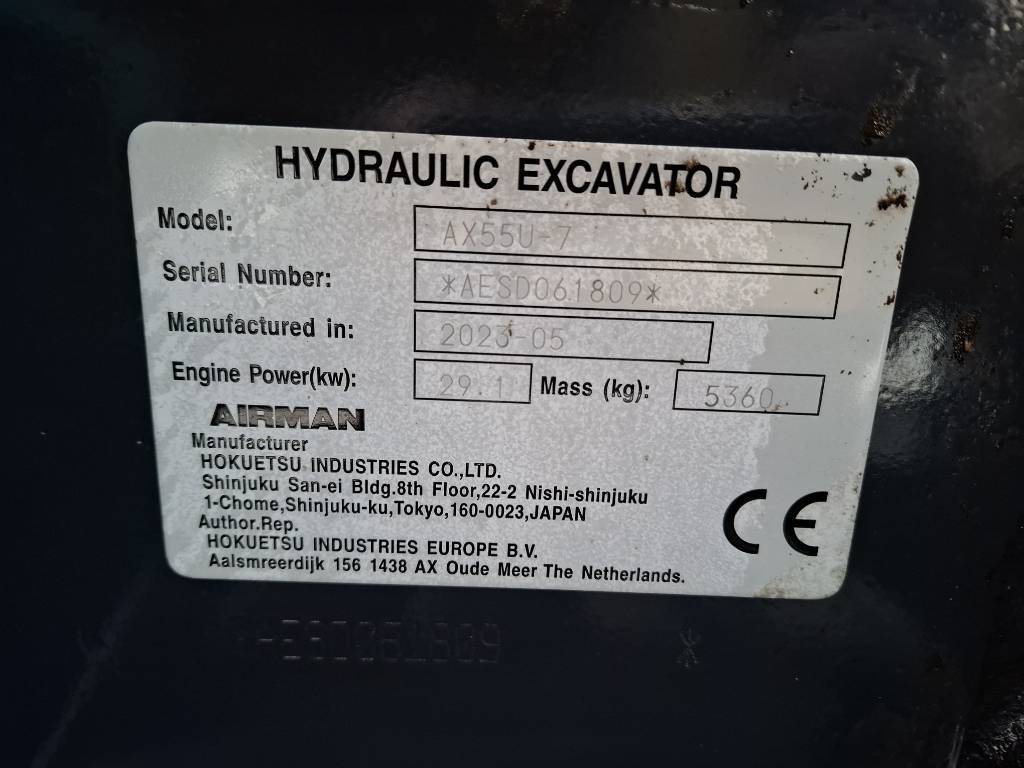 HYDRAULIC EXCAVATOR
Model: AX55U-7
Serial Number: *AESD061809*
Manufactured in: 2023-05
Engine Power(kw): 29.1 Mass (kg): 5360
AIRMAN
Manufacturer
HOKUETSU INDUSTRIES CO.,LTD.
Shinjuku San-ei Bldg.8th Floor,22-2 Nishi-shinjuku
1-Chome,Shinjuku-ku,Tokyo,160-0023,JAPAN
Author.Rep.
HOKUETSU INDUSTRIES EUROPE B.V.
Aalsmreerdijk 156 1438 AX Oude Meer The Netherlands.
CE